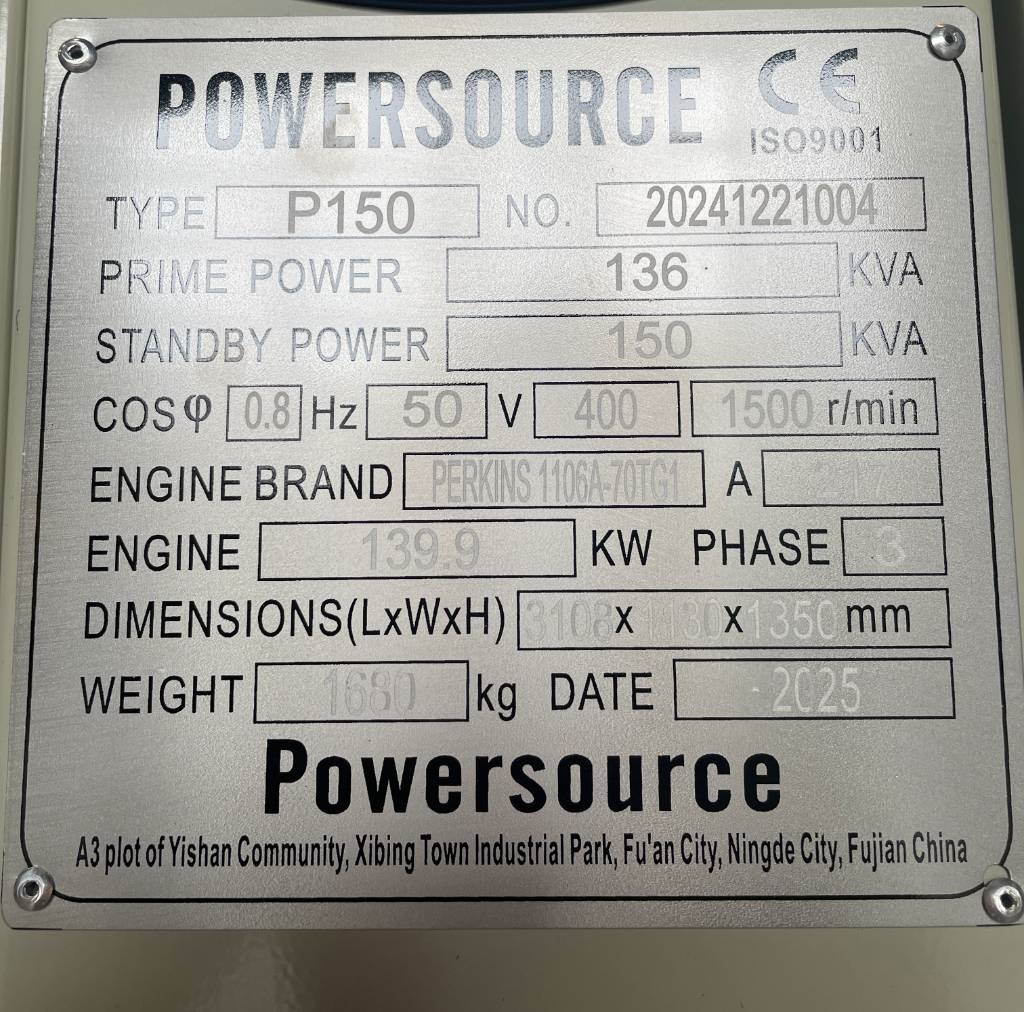 POWERSOURCE CE
ISO9001
TYPE P150 NO. 20241221004
PRIME POWER 136 KVA
STANDBY POWER 150 KVA
COSφ 0.8 Hz 50 V 400 1500 r/min
ENGINE BRAND PERKINS 1106A-70TG1 A 217
ENGINE 139.9 KW PHASE 3
DIMENSIONS(LxWxH) 3108x1130x1350mm
WEIGHT 1680 kg DATE 2025
Powersource
A3 plot of Yishan Community, Xibing Town Industrial Park, Fu'an City, Ningde City, Fujian China